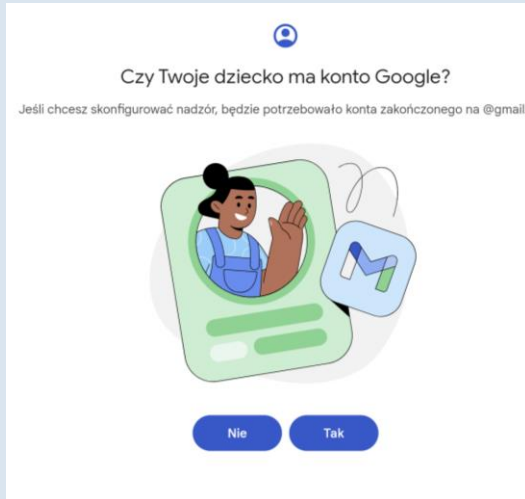 Czy Twoje dziecko ma konto Google?
Jeśli chcesz skonfigurować nadzór, będzie potrzebowało konta zakończonego na @gmail
Nie
Tak